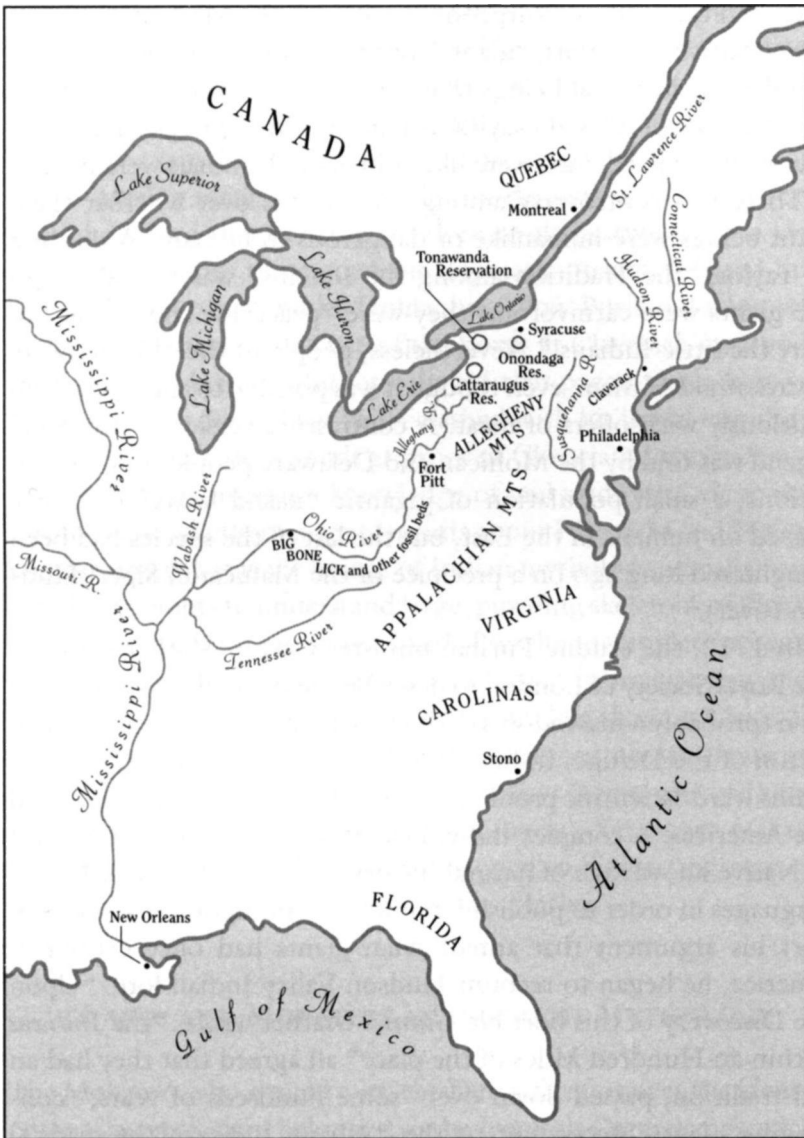 CANADA
Lake Superior
QUEBEC
St. Lawrence River
Montreal
Connecticut River
Hudson River
Tonawanda
Reservation
Lake Huron
Lake Michigan
Lake Ontario
Syracuse
Onondaga
Res.
Mississippi River
Lake Erie
Cattaraugus
Res.
Claverack
Susquehanna R.
Allegheny R.
ALLEGHENY
MTS.
Philadelphia
Fort
Pitt
Wabash River
Ohio River
BIG
BONE
LICK and other fossil beds
Missouri R.
APPALACHIAN MTS.
VIRGINIA
Tennessee River
Mississippi River
CAROLINAS
Stono
Atlantic Ocean
FLORIDA
New Orleans
Gulf of Mexico